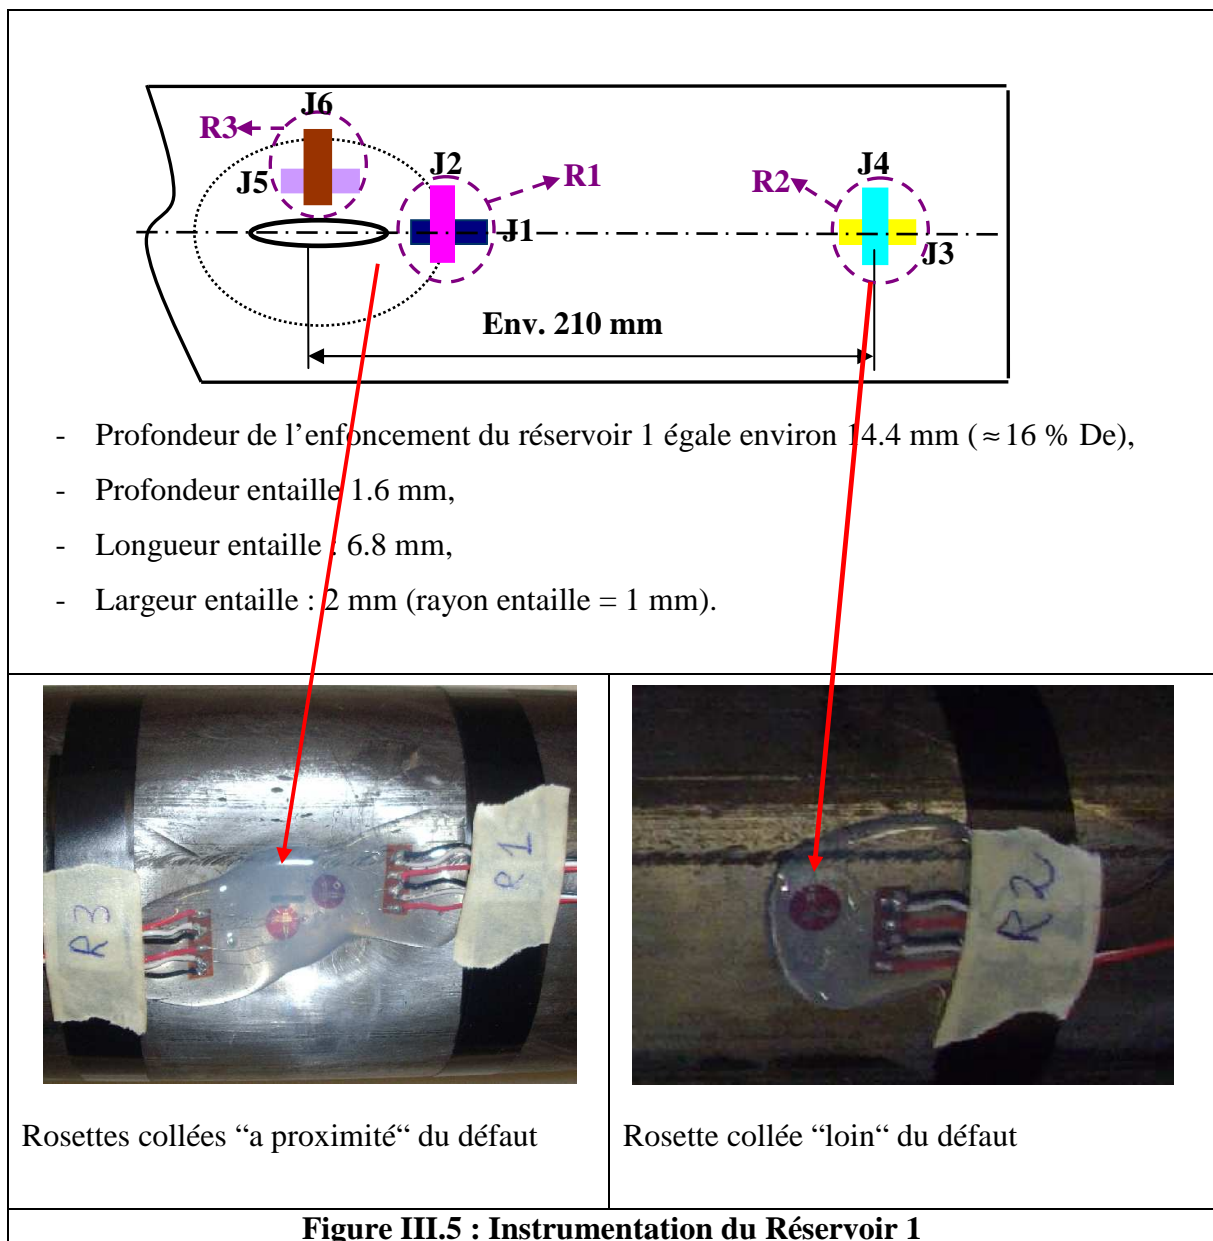 J6
R3
J2
J4
J5
R1
R2
J1
J3
Env. 210 mm
- Profondeur de l’enfoncement du réservoir 1 égale environ 14.4 mm (≈16 % De),
- Profondeur entaille 1.6 mm,
- Longueur entaille : 6.8 mm,
- Largeur entaille : 2 mm (rayon entaille = 1 mm).
R3
R1
R2
Rosettes collées “a proximité“ du défaut
Rosette collée “loin“ du défaut
Figure III.5 : Instrumentation du Réservoir 1